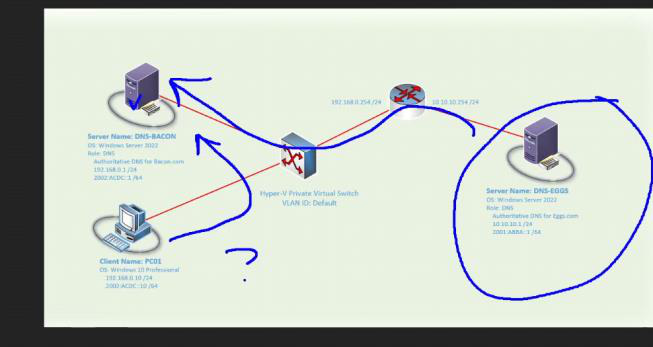 192.168.0.254 /24
10.10.10.254 /24
Server Name: DNS-BACON
OS: Windows Server 2022
Role: DNS
Authoritative DNS for Bacon.com
192.168.0.1 /24
2002:ACDC::1 /64
Hyper-V Private Virtual Switch
VLAN ID: Default
Server Name: DNS-EGGS
OS: Windows Server 2022
Role: DNS
Authoritative DNS for Eggs.com
10.10.10.1 /24
2001:ABBA::1 /64
Client Name: PC01
OS: Windows 10 Professional
192.168.0.10 /24
2002:ACDC::10 /64
?